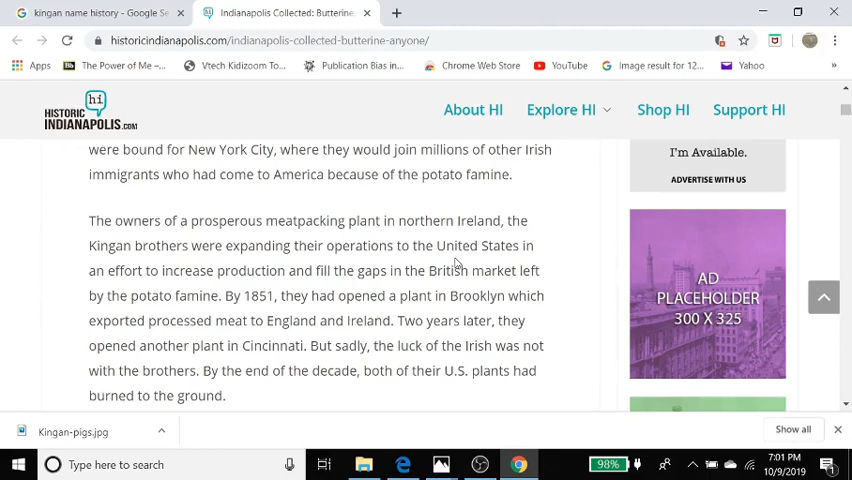 kingan name history - Google Se
Indianapolis Collected: Butterine,
historicindianapolis.com/indianapolis-collected-butterine-anyone/
Apps
The Power of Me –...
Vtech Kidizoom To...
Publication Bias in...
Chrome Web Store
YouTube
Image result for 12...
Yahoo
»
hi
HISTORIC
INDIANAPOLIS.COM
About HI
Explore HI
Shop HI
Support HI
were bound for New York City, where they would join millions of other Irish
immigrants who had come to America because of the potato famine.
The owners of a prosperous meatpacking plant in northern Ireland, the
Kingan brothers were expanding their operations to the United States in
an effort to increase production and fill the gaps in the British market left
by the potato famine. By 1851, they had opened a plant in Brooklyn which
exported processed meat to England and Ireland. Two years later, they
opened another plant in Cincinnati. But sadly, the luck of the Irish was not
with the brothers. By the end of the decade, both of their U.S. plants had
burned to the ground.
I'm Available.
ADVERTISE WITH US
AD
PLACEHOLDER
300 X 325
Kingan-pigs.jpg
Show all
Type here to search
98%
7:01 PM
10/9/2019
1